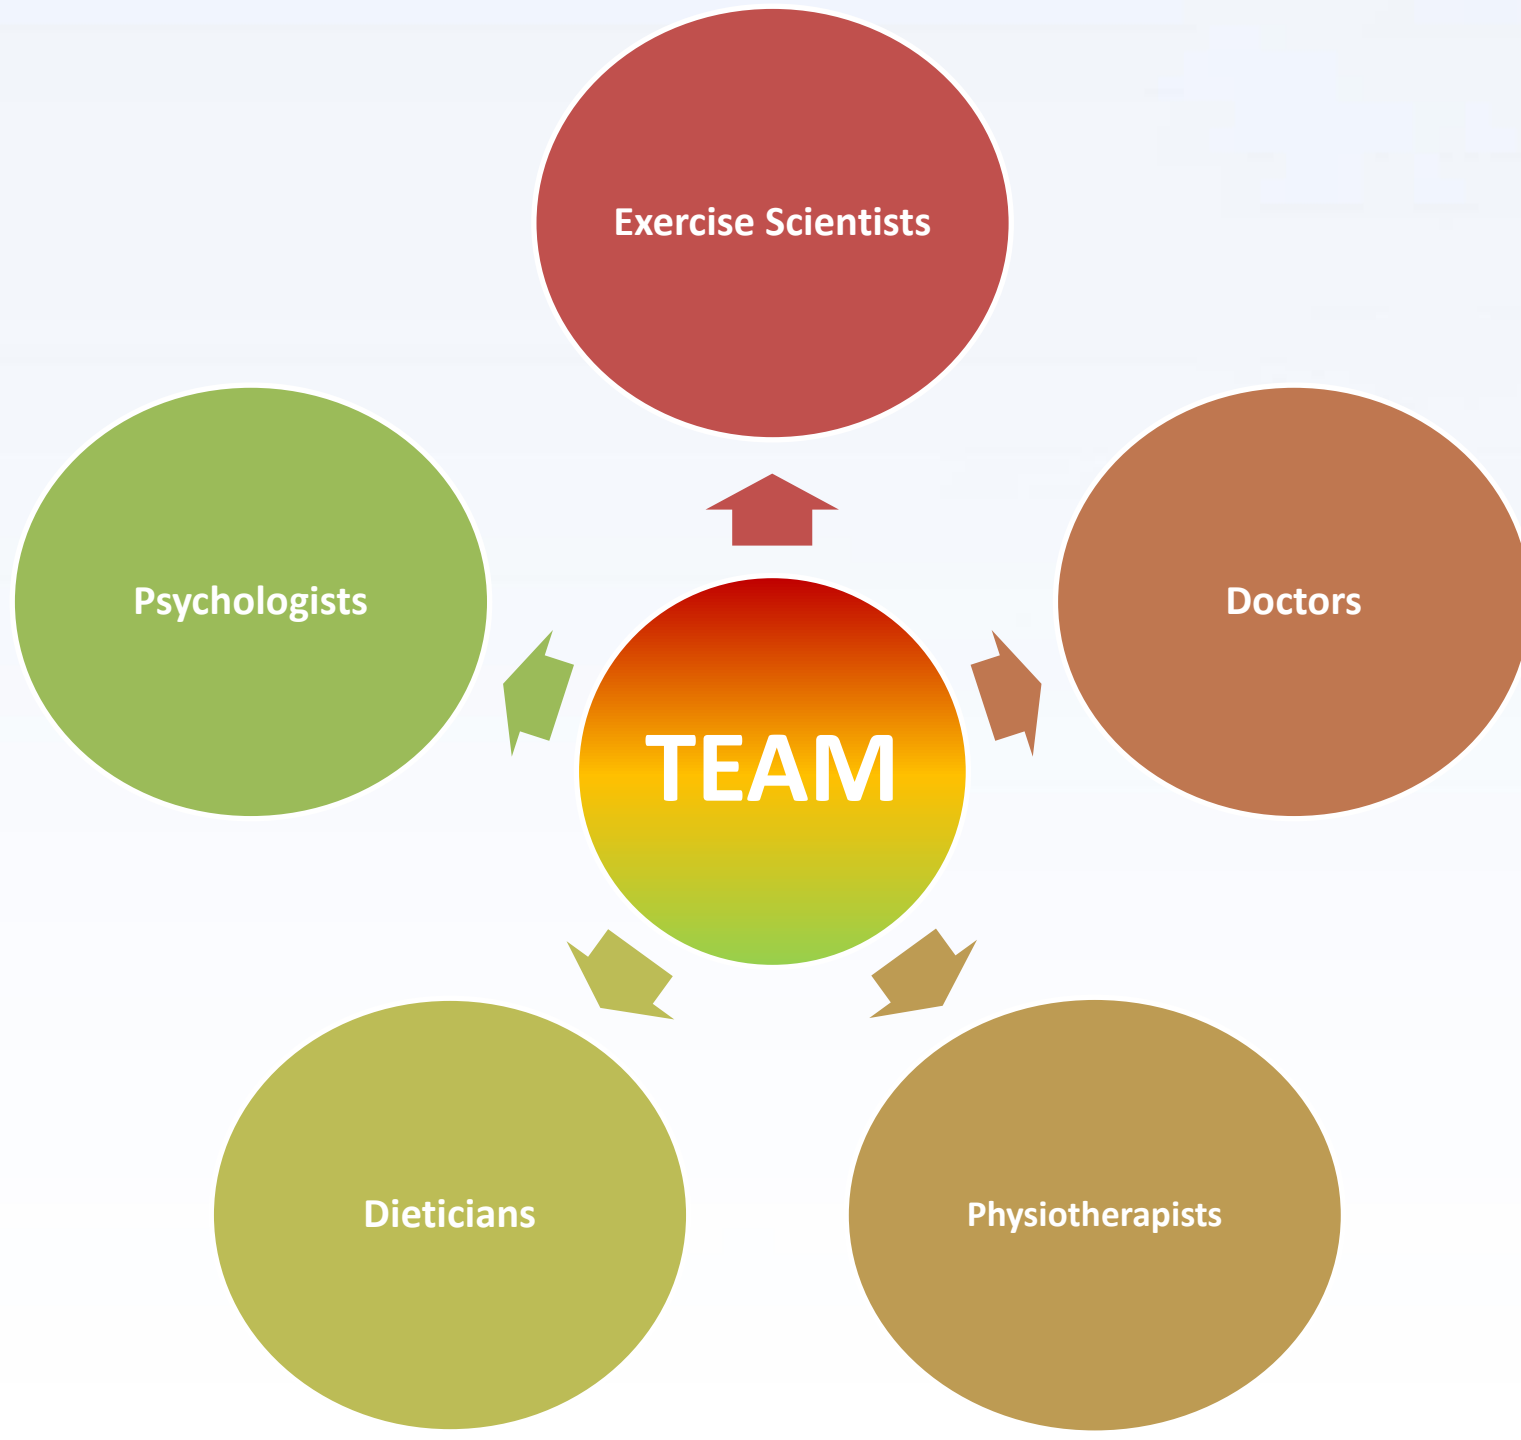 Exercise Scientists
Psychologists
Doctors
TEAM
Dieticians
Physiotherapists